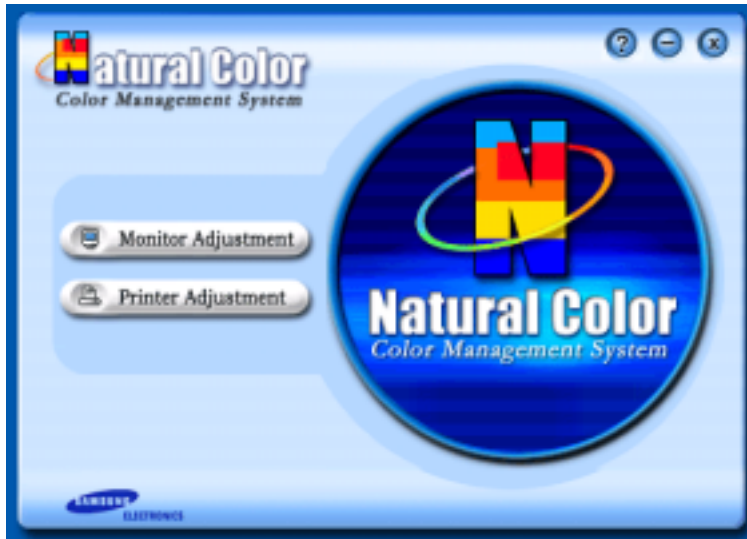 Natural Color
Color Management System
?
Monitor Adjustment
Printer Adjustment
Natural Color
Color Management System
SAMSUNG
ELECTRONICS